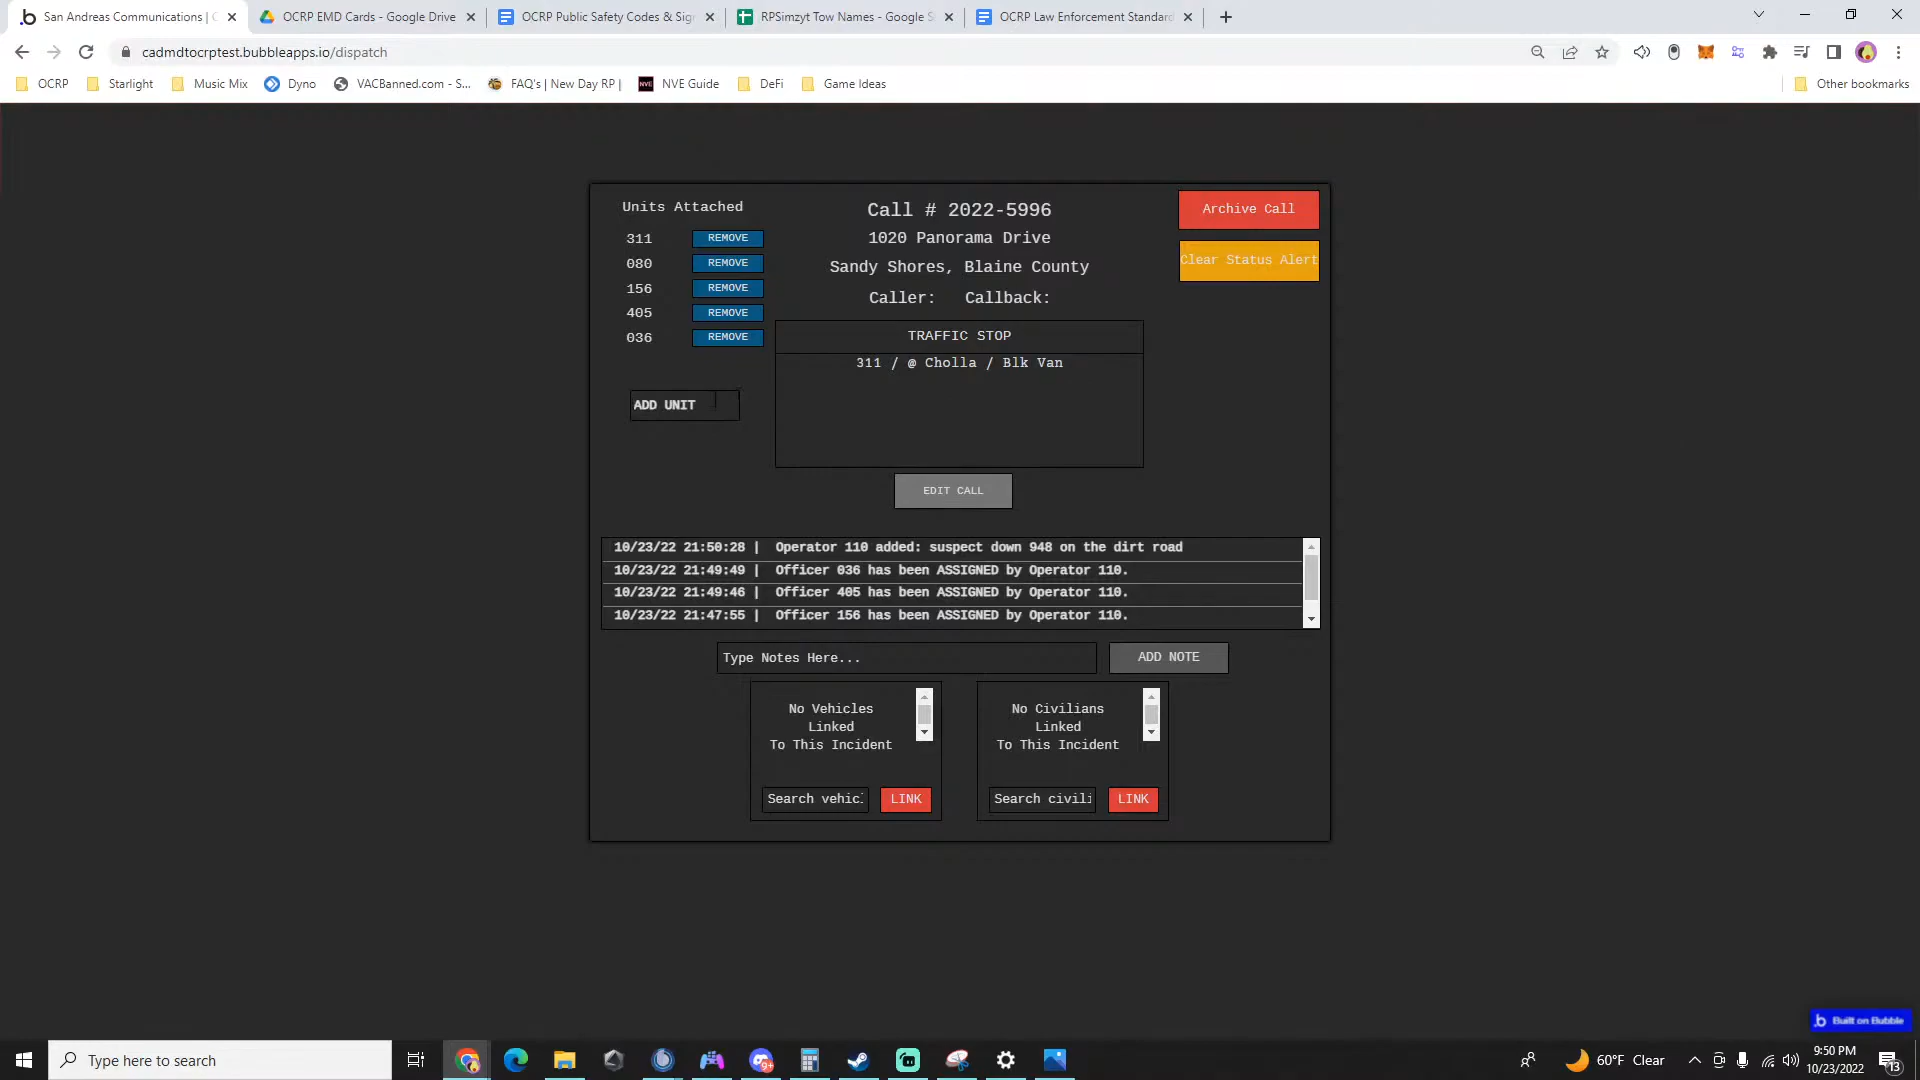 San Andreas Communications | C
OCRP EMD Cards - Google Drive
OCRP Public Safety Codes & Sig
RPSimzyt Tow Names - Google S
OCRP Law Enforcement Standard
cadmdtocrptest.bubbleapps.io/dispatch
OCRP
Starlight
Music Mix
Dyno
VACBanned.com - S...
FAQ's | New Day RP |
NVE
NVE Guide
DeFi
Game Ideas
Other bookmarks
Units Attached
311 REMOVE
080 REMOVE
156 REMOVE
405 REMOVE
036 REMOVE
ADD UNIT
Call # 2022-5996
1020 Panorama Drive
Sandy Shores, Blaine County
Caller: Callback:
Archive Call
Clear Status Alert
TRAFFIC STOP
311 / @ Cholla / Blk Van
EDIT CALL
10/23/22 21:50:28 | Operator 110 added: suspect down 948 on the dirt road
10/23/22 21:49:49 | Officer 036 has been ASSIGNED by Operator 110.
10/23/22 21:49:46 | Officer 405 has been ASSIGNED by Operator 110.
10/23/22 21:47:55 | Officer 156 has been ASSIGNED by Operator 110.
Type Notes Here...
ADD NOTE
No Vehicles
Linked
To This Incident
Search vehic
LINK
No Civilians
Linked
To This Incident
Search civili
LINK
Built on Bubble
Type here to search
9+
60°F Clear
9:50 PM
10/23/2022
13